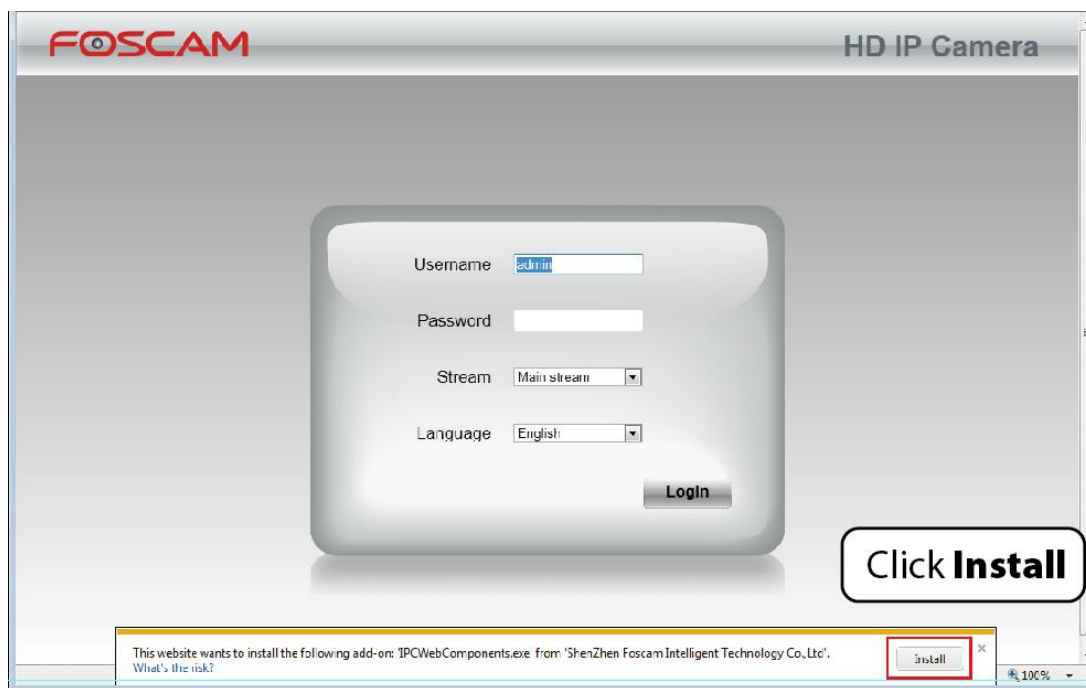 FOSCAM
HD IP Camera
Username
admin
Password
Stream
Main stream
Language
English
Login
Click Install
This website wants to install the following add-on: 'IPCWebComponents.exe' from 'ShenZhen Foscam Intelligent Technology Co.,Ltd'.
What's the risk?
Install
×
100%